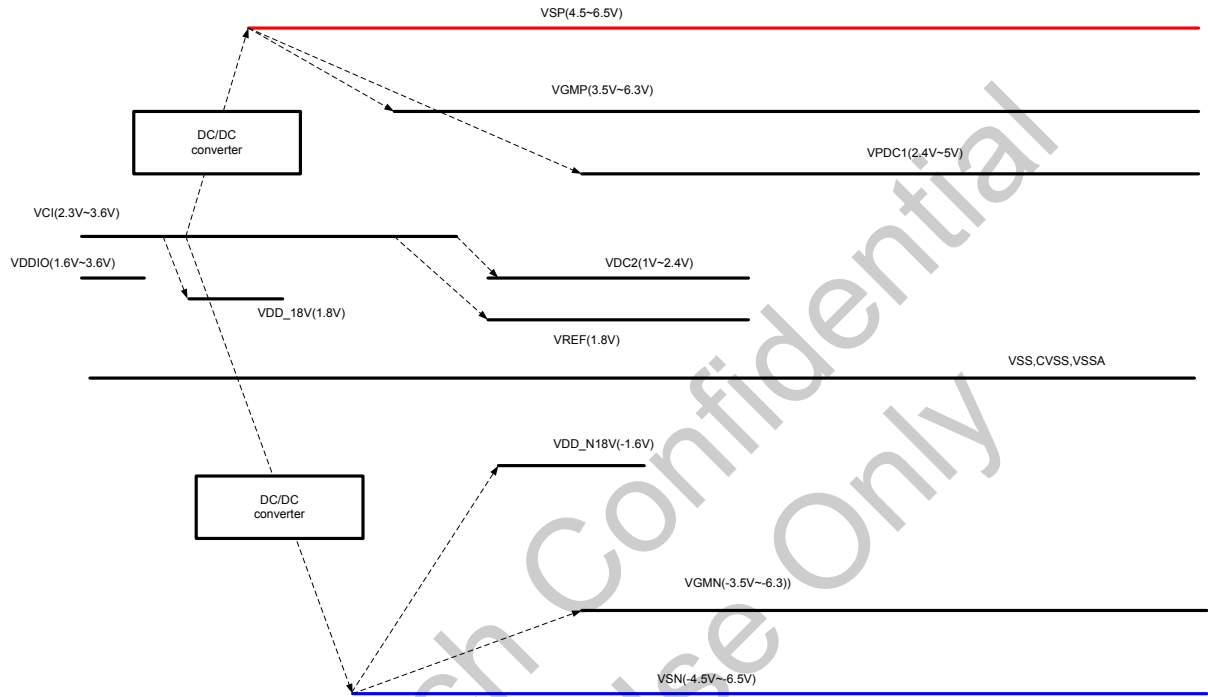 VSP(4.5~6.5V)
VGMP(3.5V~6.3V)
DC/DC
converter
VPDC1(2.4V~5V)
VCI(2.3V~3.6V)
VDDIO(1.6V~3.6V)
VDC2(1V~2.4V)
VDD_18V(1.8V)
VREF(1.8V)
VSS,CVSS,VSSA
VDD_N18V(-1.6V)
DC/DC
converter
VGMN(-3.5V~-6.3))
VSN(-4.5V~-6.5V)
Confidential
Only